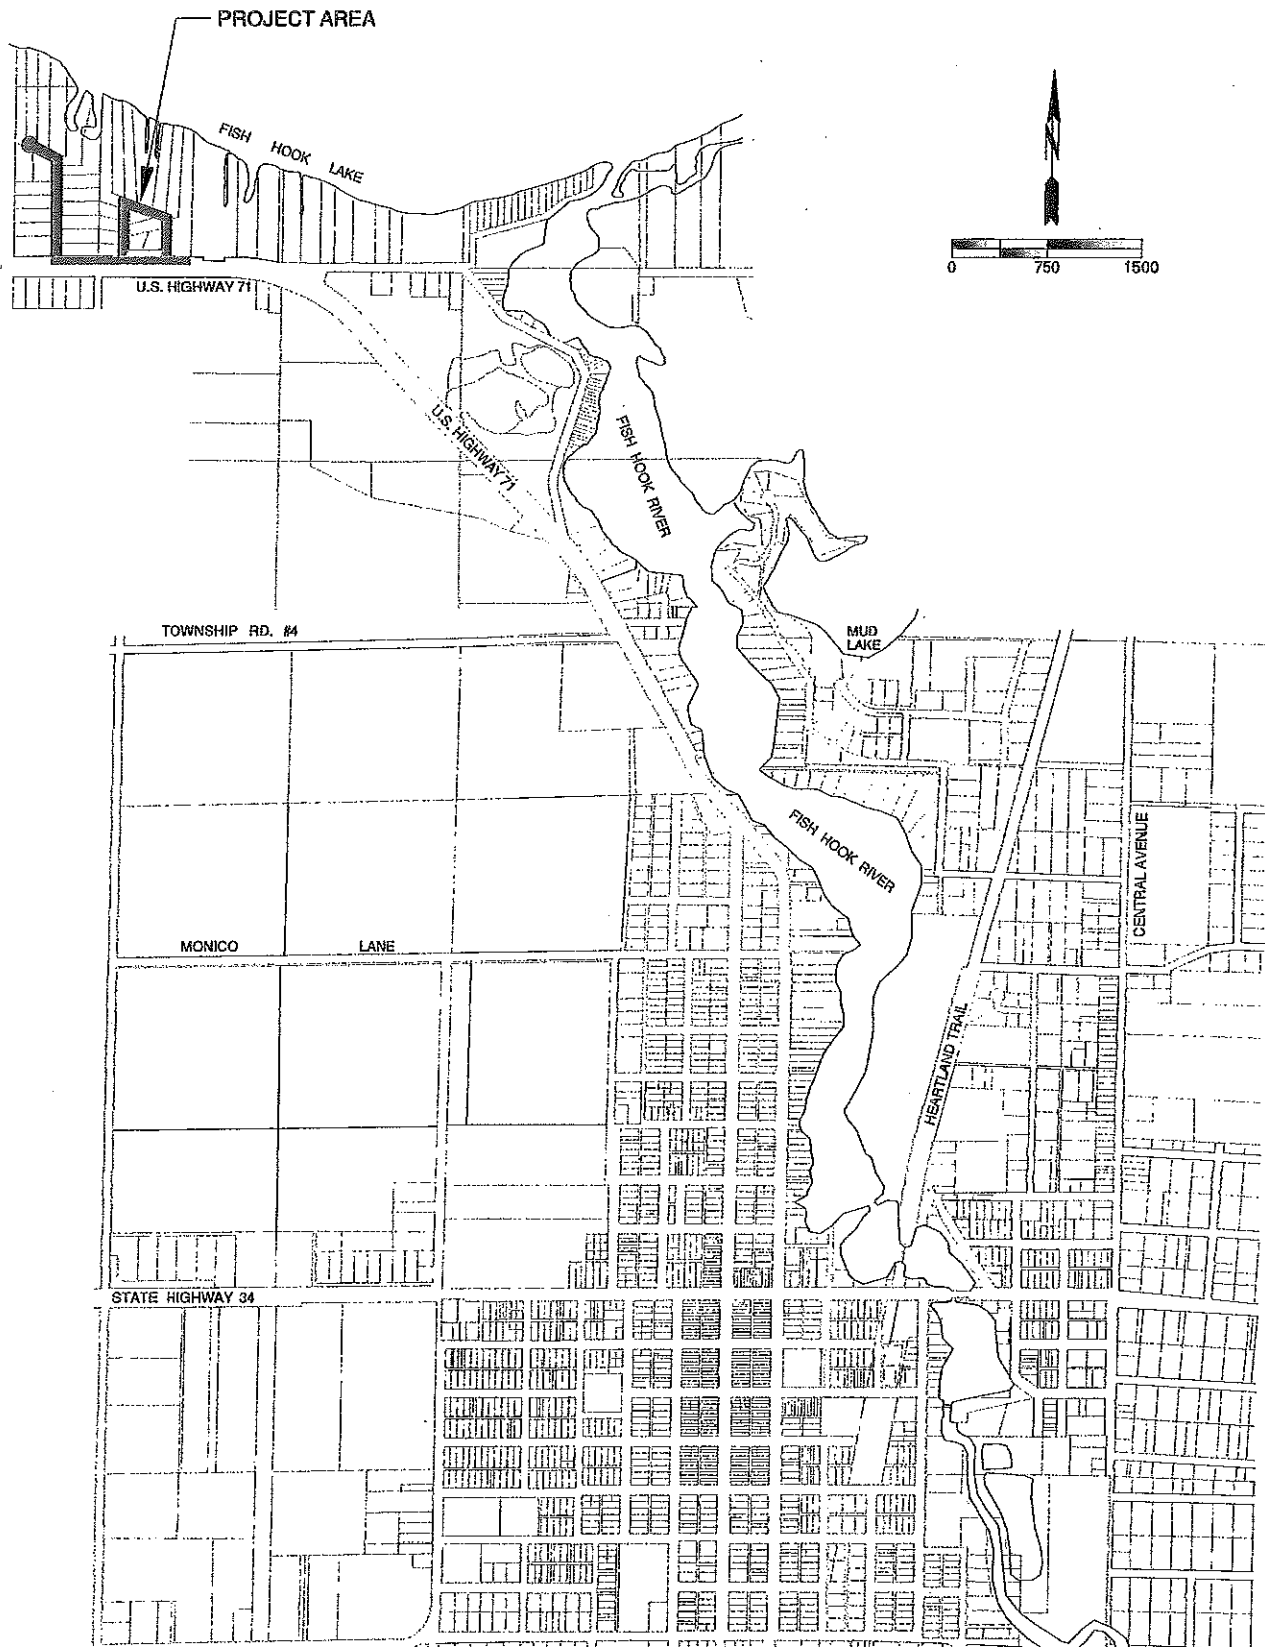 PROJECT AREA
FISH HOOK LAKE
N
0 750 1500
U.S. HIGHWAY 71
U.S. HIGHWAY 71
FISH HOOK RIVER
TOWNSHIP RD. #4
MUD
LAKE
FISH HOOK RIVER
CENTRAL AVENUE
MONICO LANE
HEARTLAND TRAIL
STATE HIGHWAY 34